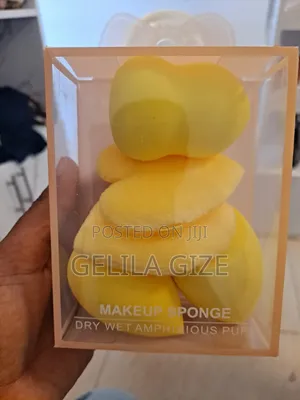 POSTED ON JIJI
GELILA GIZE
MAKEUP SPONGE
DRY WET AMPHIBIOUS PUFF